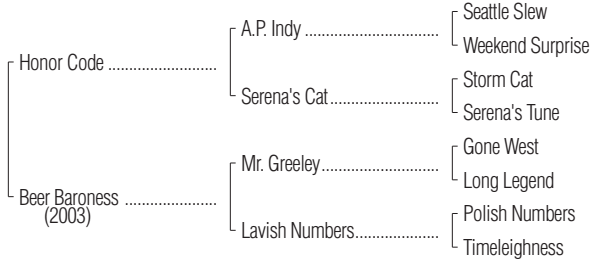 Seattle Slew
A.P. Indy ............................
Weekend Surprise
Honor Code ............................
Storm Cat
Serena's Cat............................
Serena's Tune
Gone West
Mr. Greeley..............................
Long Legend
Beer Baroness ........................
(2003)
Polish Numbers
Lavish Numbers.....................
Timeleighness